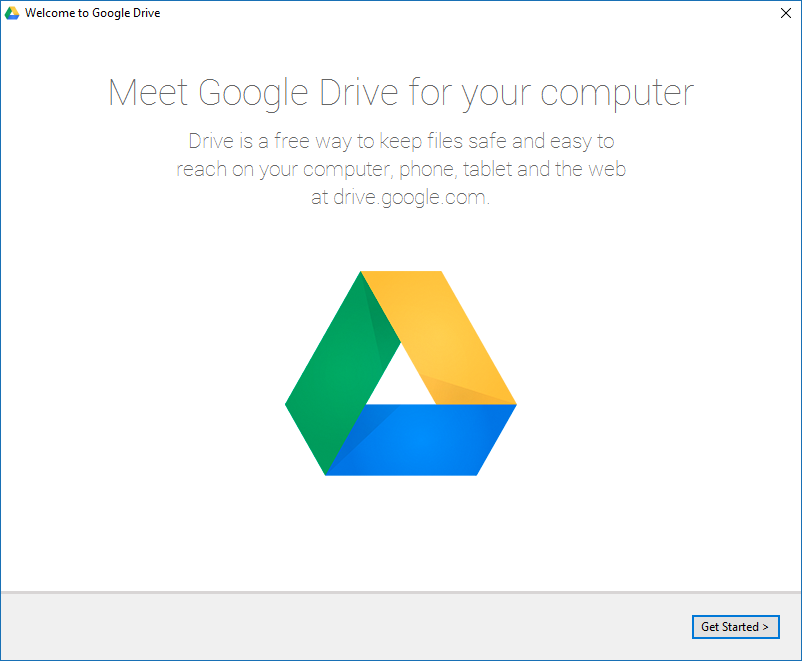 Welcome to Google Drive
Meet Google Drive for your computer
Drive is a free way to keep files safe and easy to
reach on your computer, phone, tablet and the web
at drive.google.com.
Get Started >